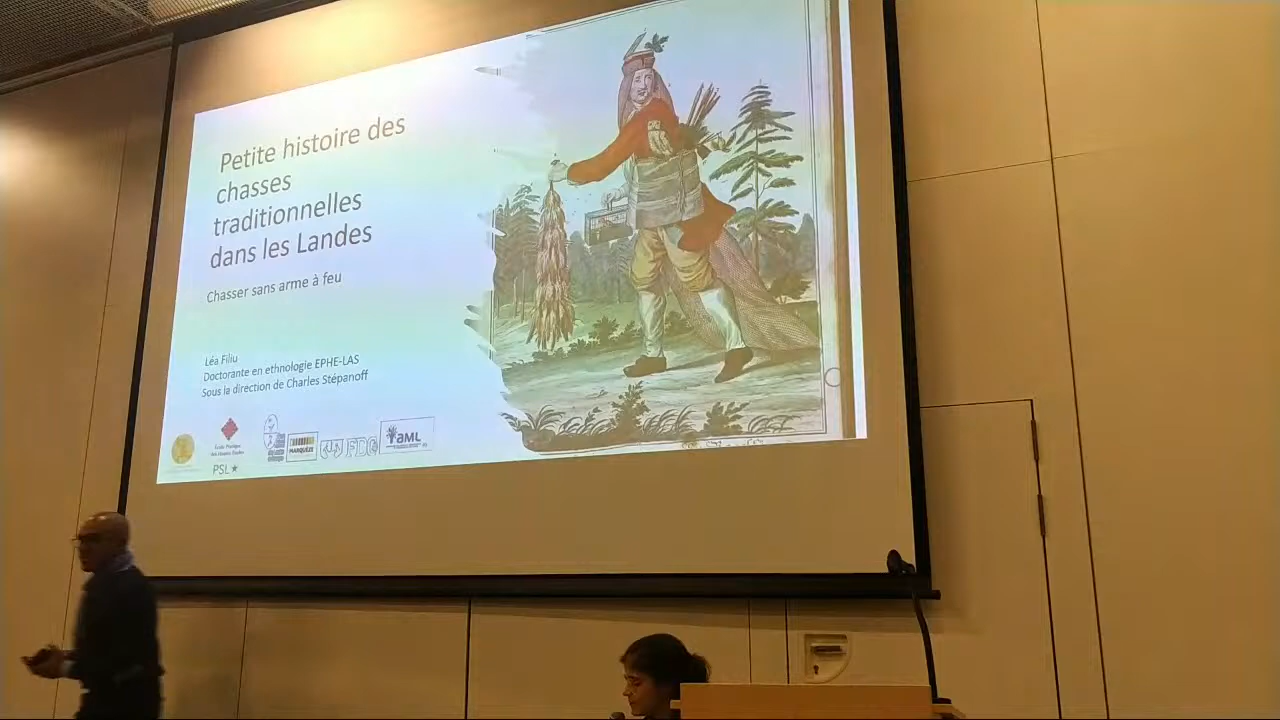 Petite histoire des
chasses
traditionnelles
dans les Landes
Chasser sans arme à feu
Léa Filiu
Doctorante en ethnologie EPHE-LAS
Sous la direction de Charles Stépanoff
PSL
MARQUÈZE
FDC
AML